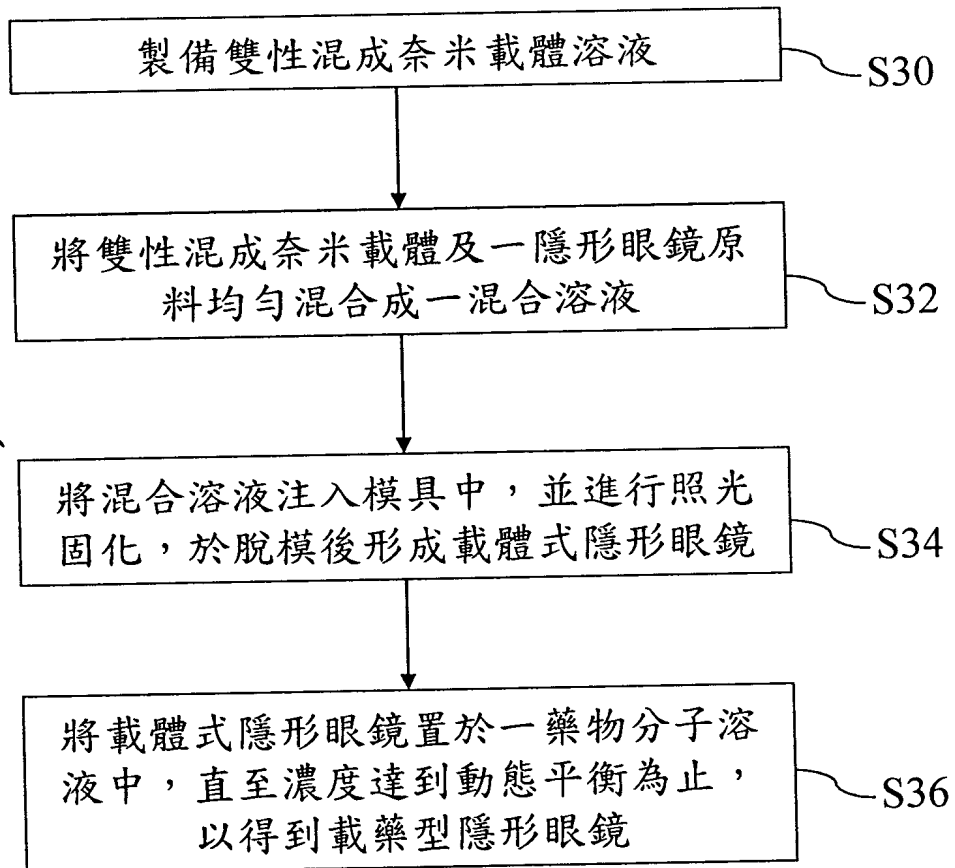 製備雙性混成奈米載體溶液
S30
將雙性混成奈米載體及一隱形眼鏡原
料均勻混合成一混合溶液
S32
將混合溶液注入模具中，並進行照光
固化，於脫模後形成載體式隱形眼鏡
S34
將載體式隱形眼鏡置於一藥物分子溶
液中，直至濃度達到動態平衡為止，
以得到載藥型隱形眼鏡
S36